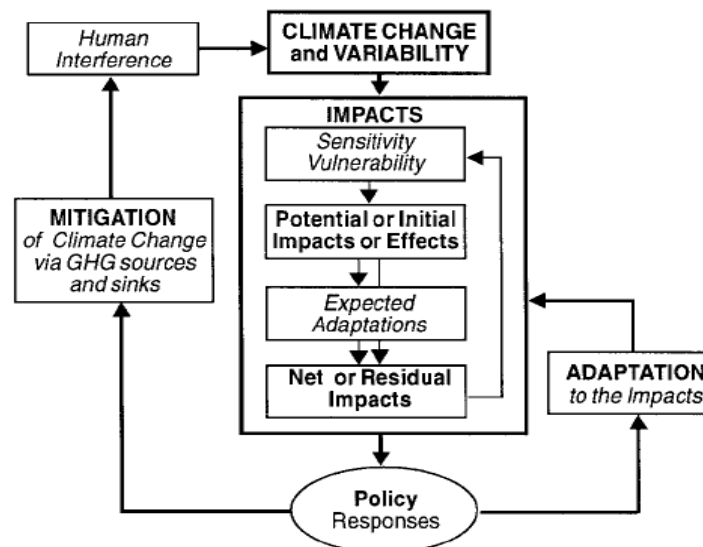 Human
Interference
CLIMATE CHANGE
and VARIABILITY
IMPACTS
Sensitivity
Vulnerability
Potential or Initial
Impacts or Effects
Expected
Adaptations
Net or Residual
Impacts
MITIGATION
of Climate Change
via GHG sources
and sinks
ADAPTATION
to the Impacts
Policy
Responses